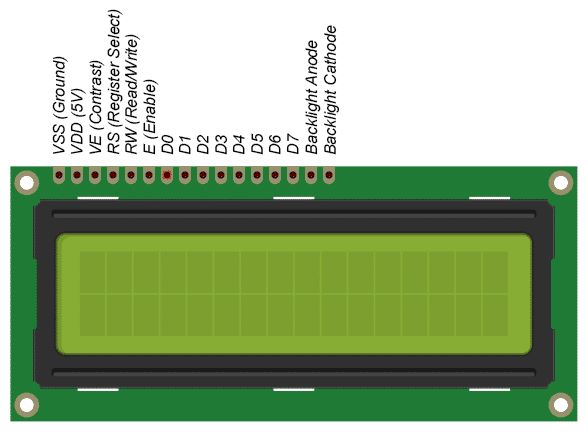 VSS (Ground)
VDD (5V)
VE (Contrast)
RS (Register Select)
RW (Read/Write)
E (Enable)
D0
D1
D2
D3
D4
D5
D6
D7
Backlight Anode
Backlight Cathode